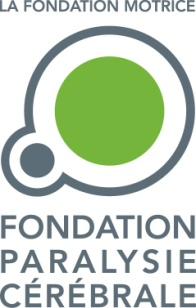 LA FONDATION MOTRICE
FONDATION
PARALYSIE
CÉRÉBRALE